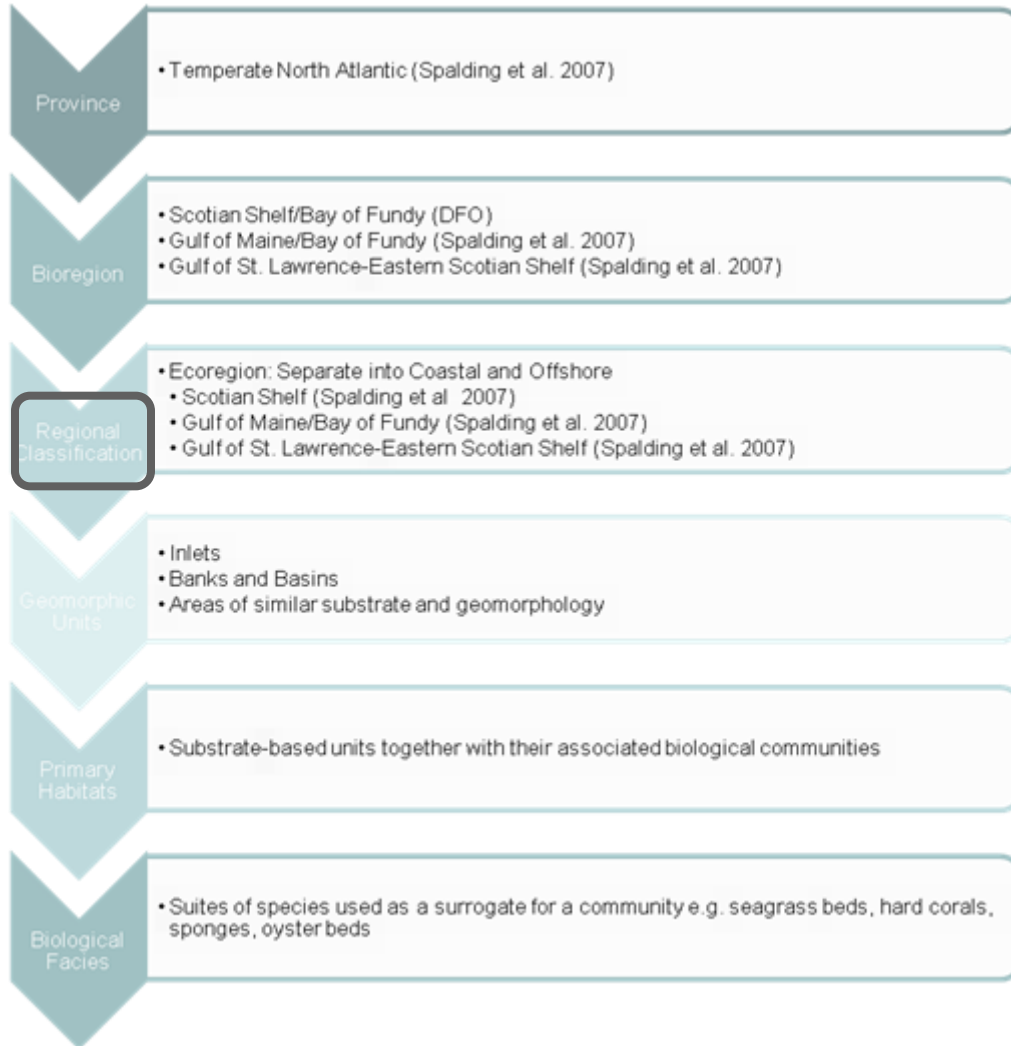 Province
• Temperate North Atlantic (Spalding et al. 2007)
Bioregion
• Scotian Shelf/Bay of Fundy (DFO)
• Gulf of Maine/Bay of Fundy (Spalding et al. 2007)
• Gulf of St. Lawrence-Eastern Scotian Shelf (Spalding et al. 2007)
Regional
Classification
• Ecoregion: Separate into Coastal and Offshore
• Scotian Shelf (Spalding et al 2007)
• Gulf of Maine/Bay of Fundy (Spalding et al. 2007)
• Gulf of St. Lawrence-Eastern Scotian Shelf (Spalding et al. 2007)
Geomorphic
Units
• Inlets
• Banks and Basins
• Areas of similar substrate and geomorphology
Primary
Habitats
• Substrate-based units together with their associated biological communities
Biological
Facies
• Suites of species used as a surrogate for a community e.g. seagrass beds, hard corals,
sponges, oyster beds